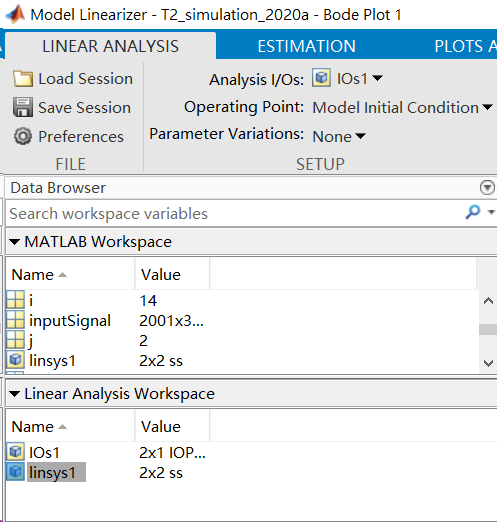 Model Linearizer - T2_simulation_2020a - Bode Plot 1
LINEAR ANALYSIS ESTIMATION PLOTS A
Load Session
Save Session
Preferences
FILE
Analysis I/Os: IOs1
Operating Point: Model Initial Condition
Parameter Variations: None
SETUP
Data Browser
Search workspace variables
MATLAB Workspace
Name Value
i 14
inputSignal 2001x3...
j 2
linsys1 2x2 ss
Linear Analysis Workspace
Name Value
IOs1 2x1 IOP...
linsys1 2x2 ss